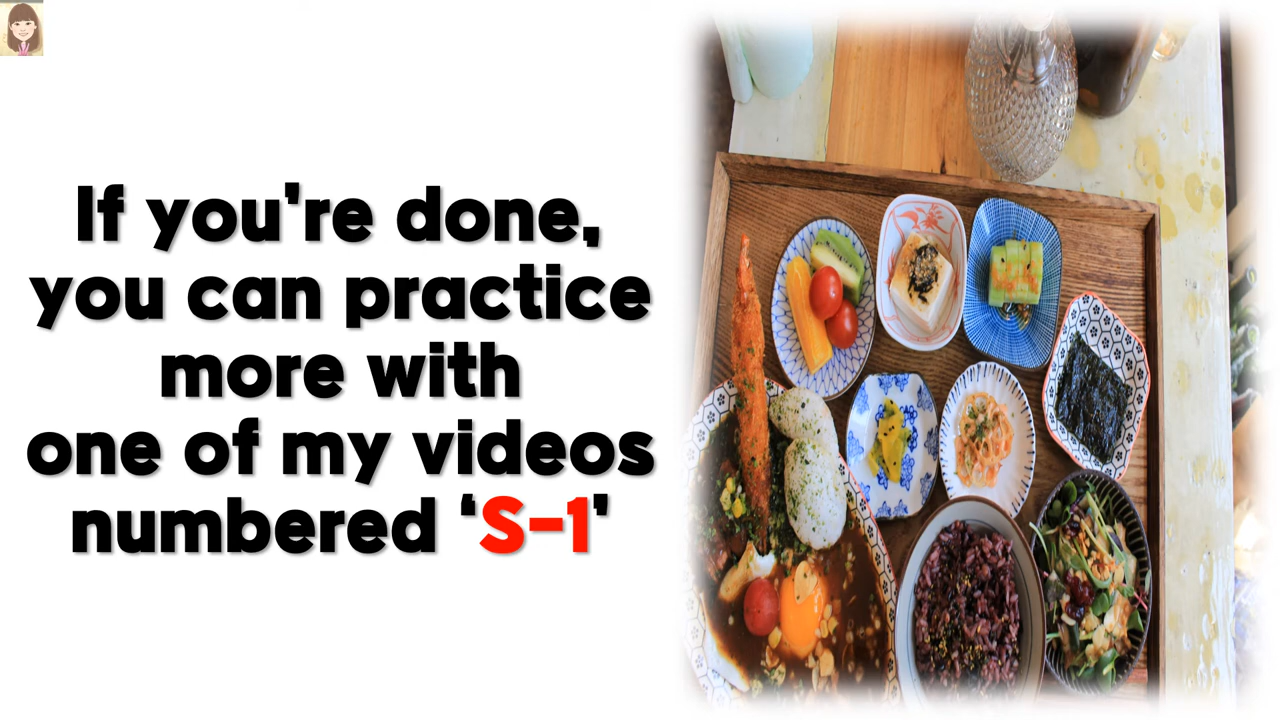 If you're done,
you can practice
more with
one of my videos
numbered ‘S-1’